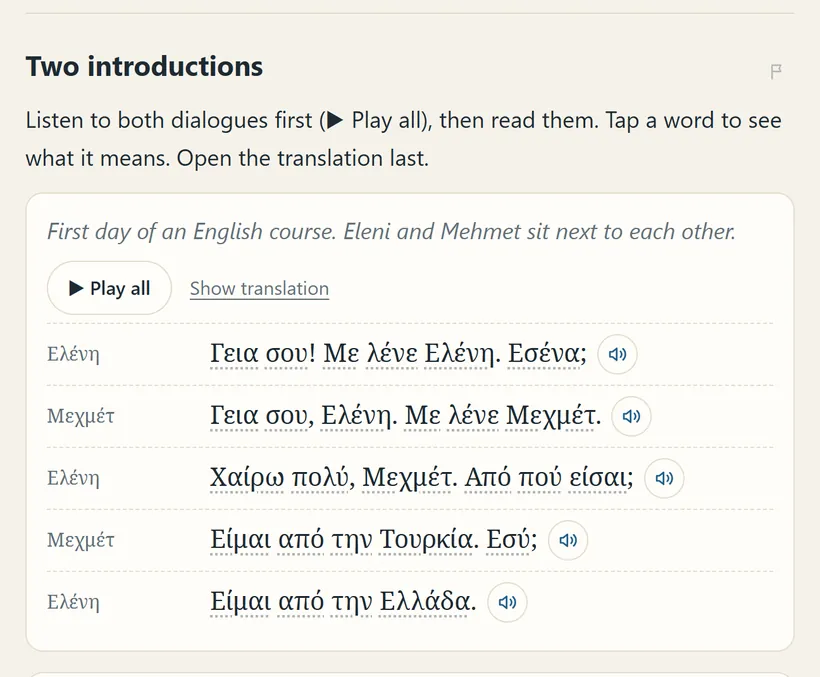 Two introductions
Listen to both dialogues first (▶ Play all), then read them. Tap a word to see
what it means. Open the translation last.
First day of an English course. Eleni and Mehmet sit next to each other.
▶ Play all Show translation
Ελένη Γεια σου! Με λένε Ελένη. Εσένα;
Μεχμέτ Γεια σου, Ελένη. Με λένε Μεχμέτ.
Ελένη Χαίρω πολύ, Μεχμέτ. Από πού είσαι;
Μεχμέτ Είμαι από την Τουρκία. Εσύ;
Ελένη Είμαι από την Ελλάδα.